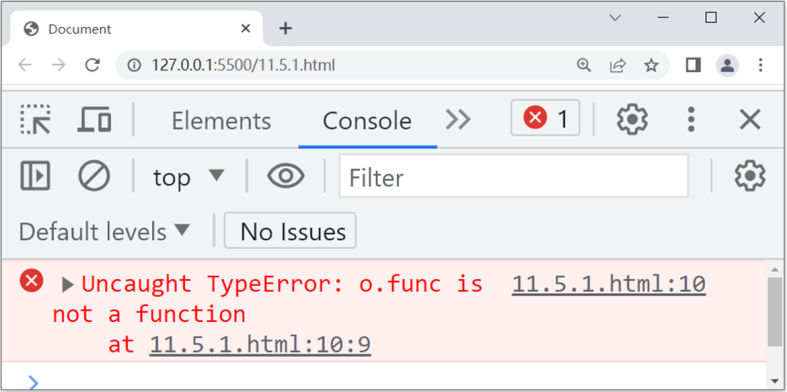 Document
127.0.0.1:5500/11.5.1.html
Elements Console 1
top Filter
Default levels No Issues
Uncaught TypeError: o.func is 11.5.1.html:10
not a function
at 11.5.1.html:10:9